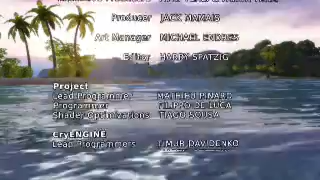 Producer JACK MAMAIS
Art Manager MICHAEL ENDRES
Editor HARRY SPATZIG
Project
Lead Programmer MATHIEU PINARD
Programmer FILIPPO DE LUCA
Shader Optimizations TIAGO SOUSA
CryENGINE
Lead Programmers TIMUR DAVIDENKO